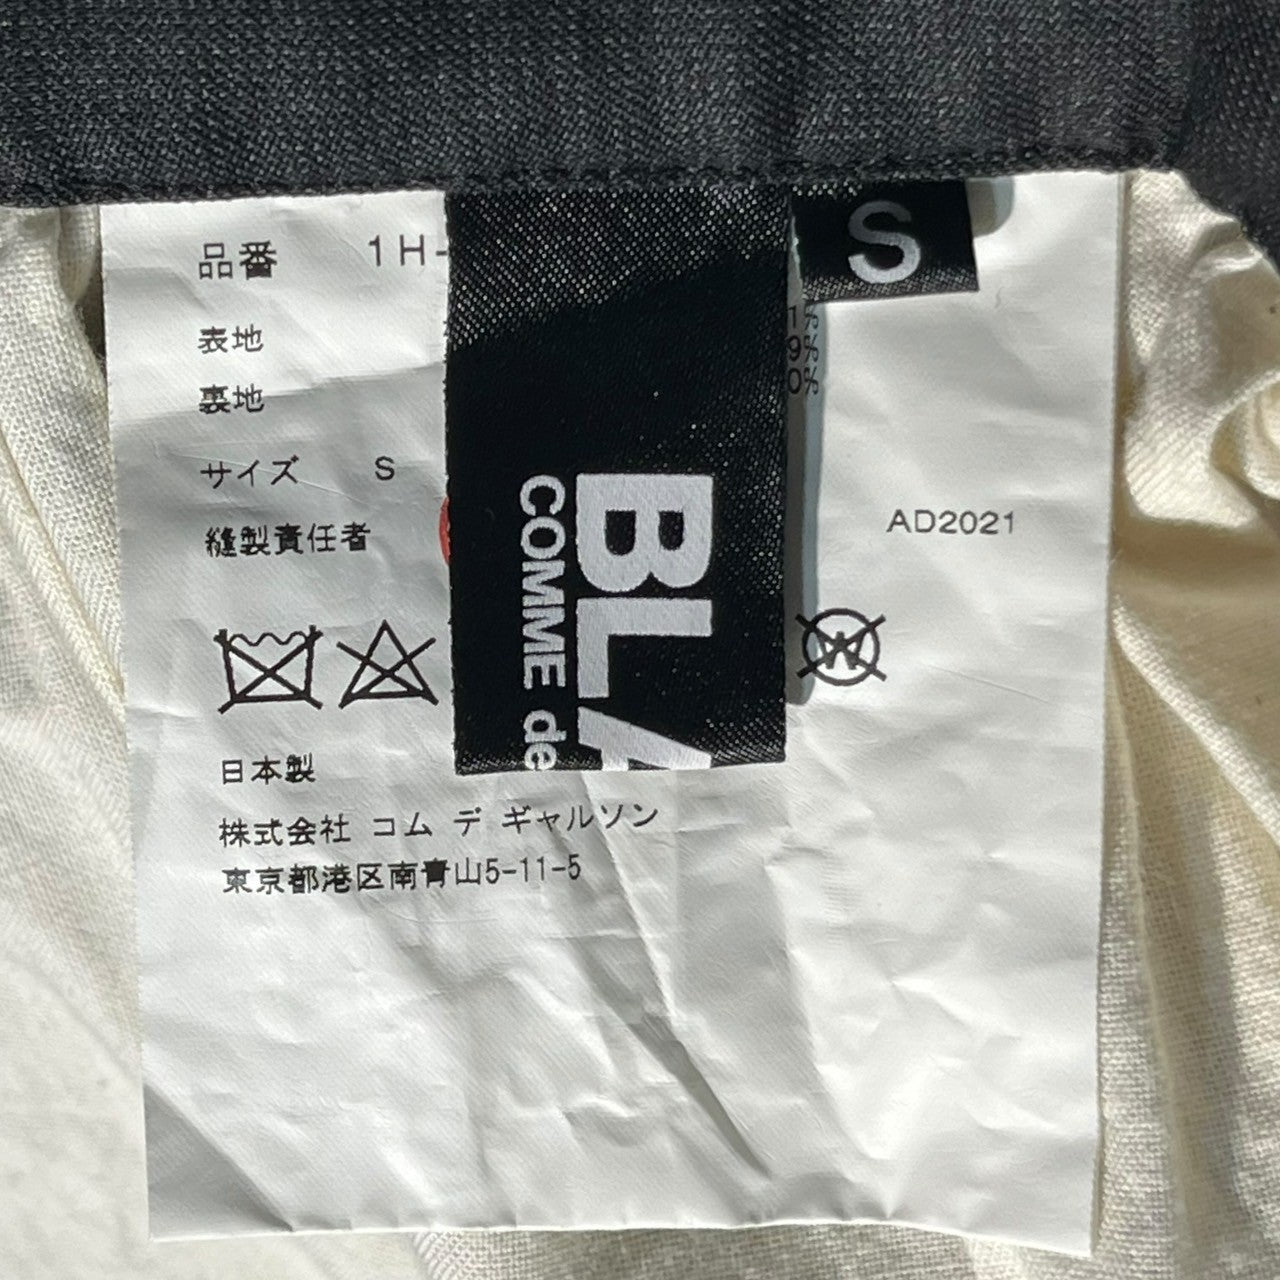 品番 1H-
S
表地
1%
裏地
9%
0%
サイズ S
縫製責任者
AD2021
BLA
COMME de
W
日本製
株式会社 コム デ ギャルソン
東京都港区南青山5-11-5